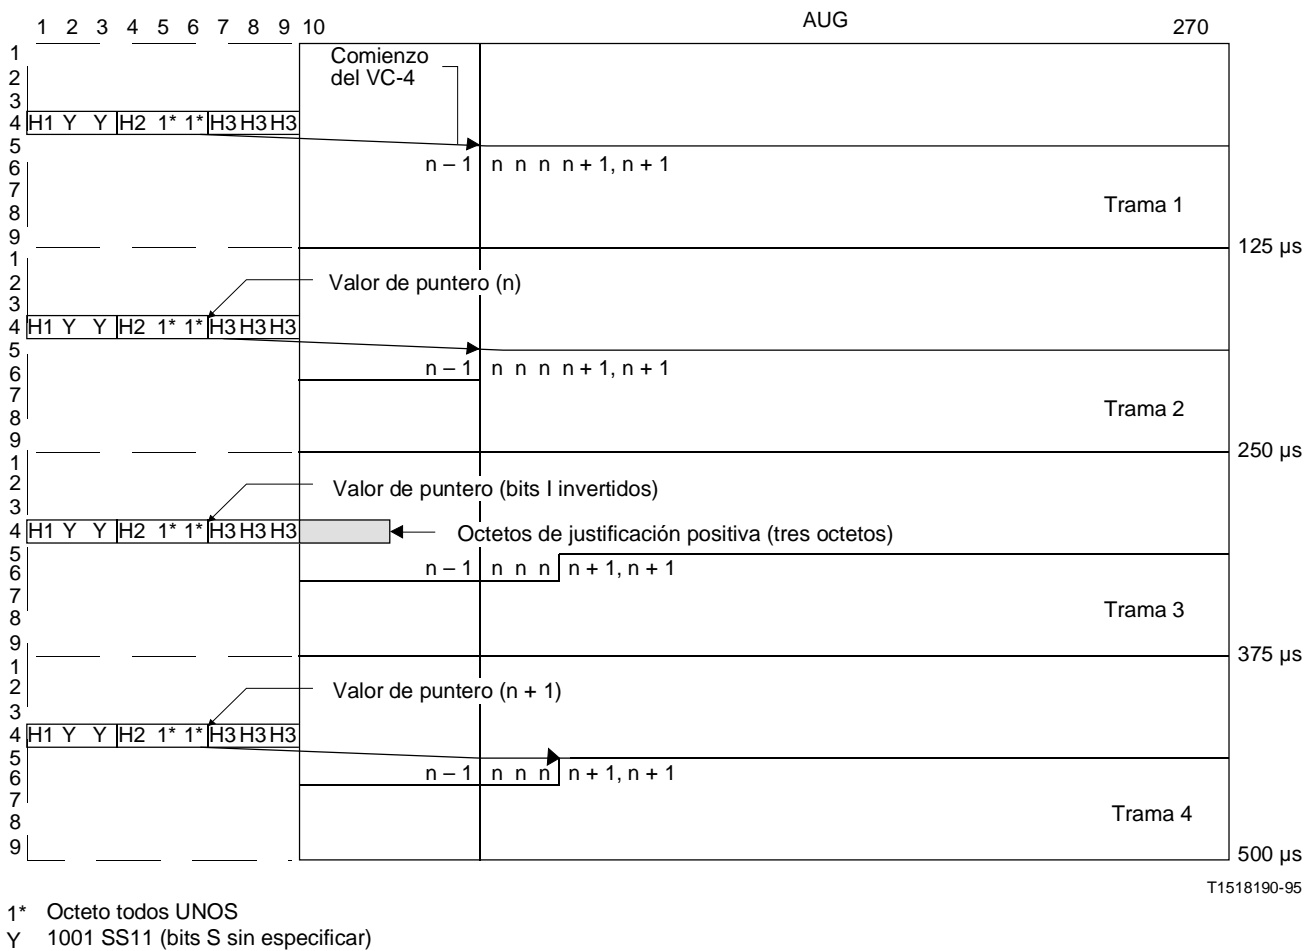 AUG
1 2 3 4 5 6 7 8 9 10 270
1
Comienzo
del VC-4
2
3
4 H1 Y Y H2 1* 1* H3 H3 H3
5
6 n – 1 n n n n + 1, n + 1
7
8 Trama 1
9
125 µs
1
2 Valor de puntero (n)
3
4 H1 Y Y H2 1* 1* H3 H3 H3
5
6 n – 1 n n n n + 1, n + 1
7
8 Trama 2
9
250 µs
1
2 Valor de puntero (bits I invertidos)
3
4 H1 Y Y H2 1* 1* H3 H3 H3 Octetos de justificación positiva (tres octetos)
5
6 n – 1 n n n n + 1, n + 1
7
8 Trama 3
9
375 µs
1
2 Valor de puntero (n + 1)
3
4 H1 Y Y H2 1* 1* H3 H3 H3
5
6 n – 1 n n n n + 1, n + 1
7
8 Trama 4
9
500 µs
T1518190-95
1* Octeto todos UNOS
Y 1001 SS11 (bits S sin especificar)